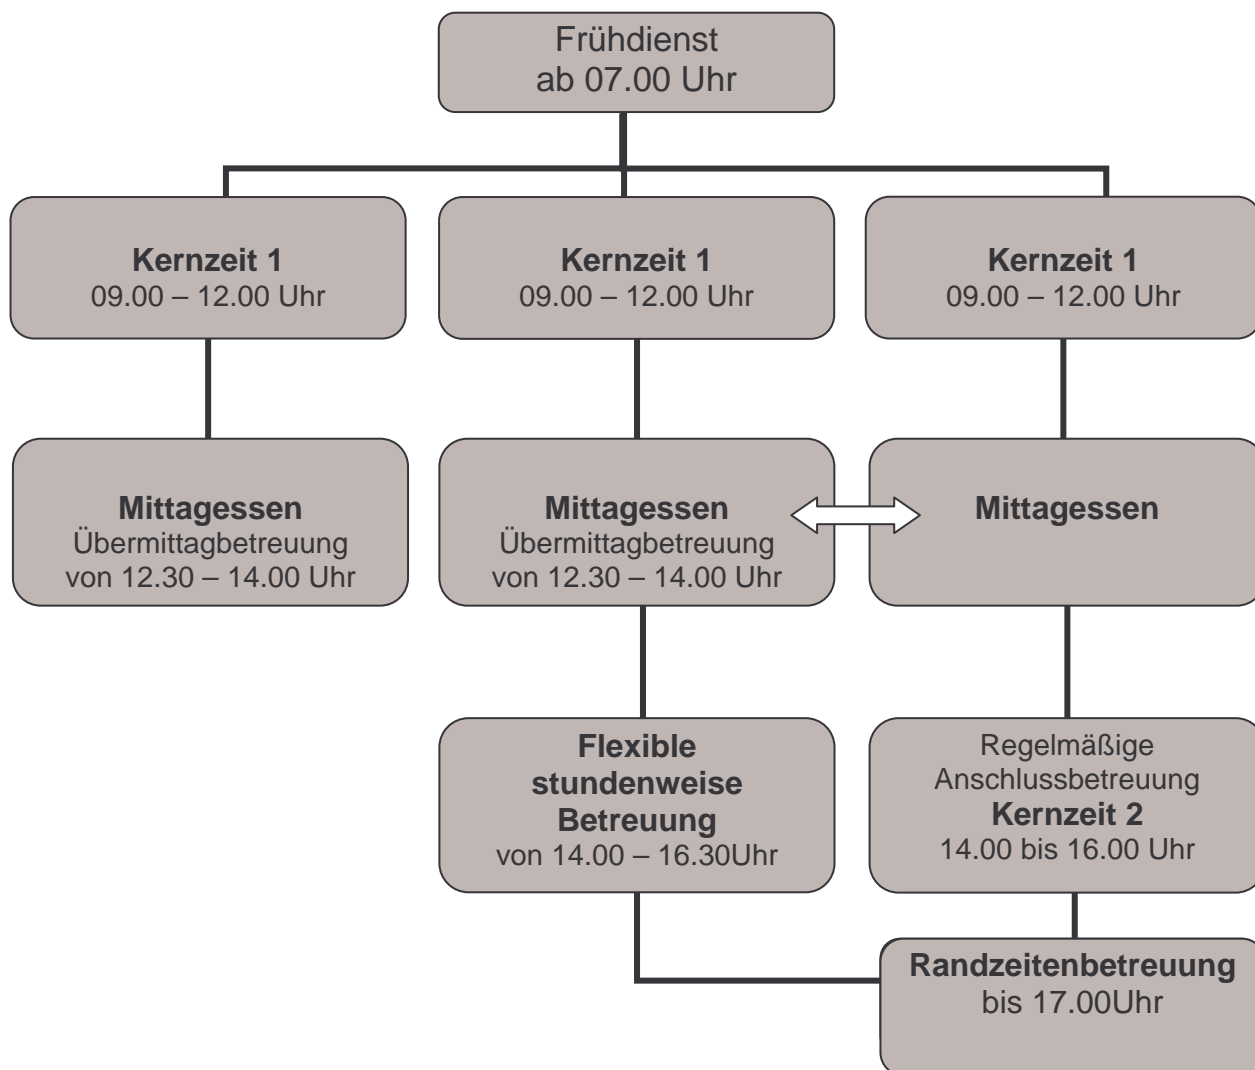 Frühdienst
ab 07.00 Uhr
Kernzeit 1
09.00 – 12.00 Uhr
Kernzeit 1
09.00 – 12.00 Uhr
Kernzeit 1
09.00 – 12.00 Uhr
Mittagessen
Übermittagbetreuung
von 12.30 – 14.00 Uhr
Mittagessen
Übermittagbetreuung
von 12.30 – 14.00 Uhr
Mittagessen
Flexible
stundenweise
Betreuung
von 14.00 – 16.30Uhr
Regelmäßige
Anschlussbetreuung
Kernzeit 2
14.00 bis 16.00 Uhr
Randzeitenbetreuung
bis 17.00Uhr